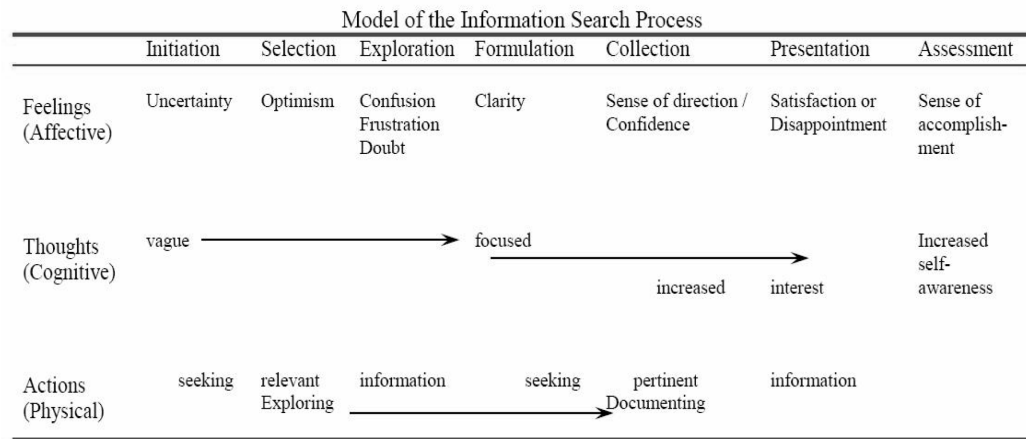 Model of the Information Search Process
Initiation Selection Exploration Formulation Collection Presentation Assessment
Feelings (Affective)
Uncertainty
Optimism
Confusion
Frustration
Doubt
Clarity
Sense of direction /
Confidence
Satisfaction or
Disappointment
Sense of
accomplish-
ment
Thoughts
(Cognitive)
vague
focused
increased interest
Increased
self-
awareness
Actions
(Physical)
seeking relevant information seeking pertinent information
Exploring Documenting